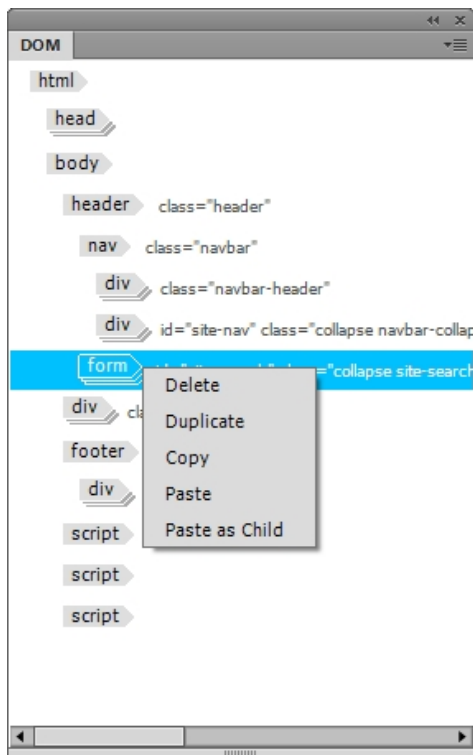 DOM
html
head
body
header class="header"
nav class="navbar"
div class="navbar-header"
div id="site-nav" class="collapse navbar-collap
form ="collapse site-search
Delete
div
Duplicate
footer
Copy
div
Paste
script
Paste as Child
script
script